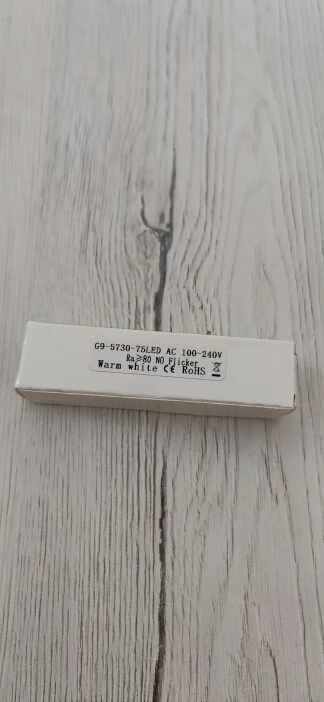 G9-5730-75LED AC 100-240V
Ra≥80 NO Flicker
Warm white CE RoHS